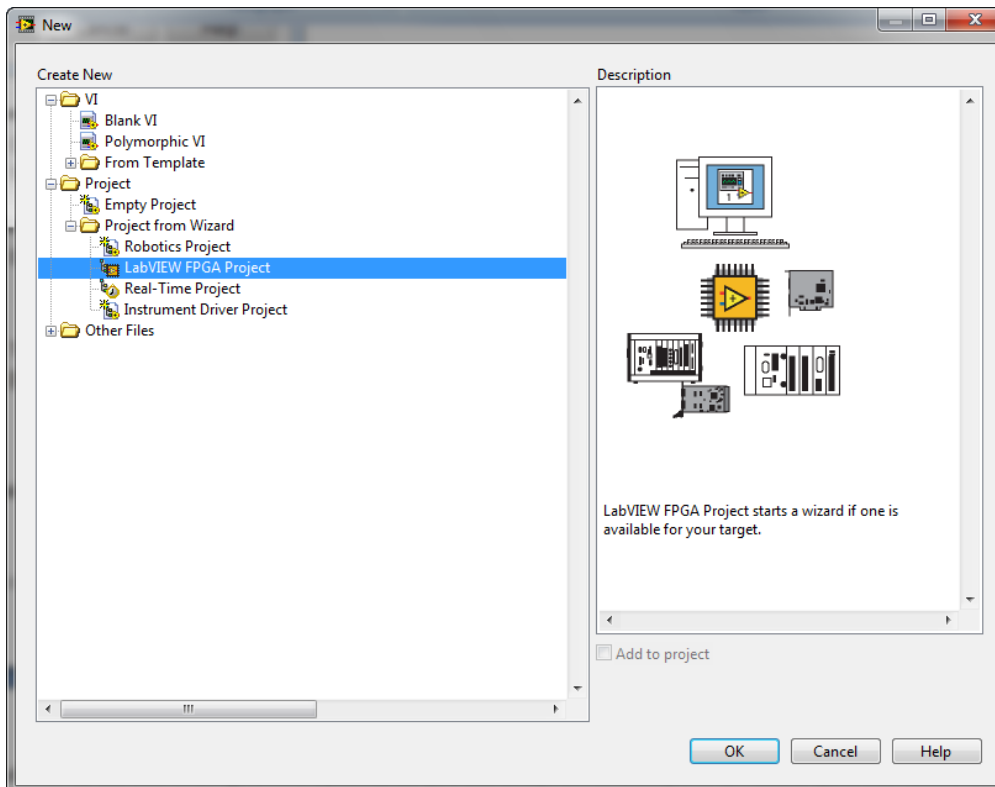 New
Create New
Description
VI
Blank VI
Polymorphic VI
From Template
Project
Empty Project
Project from Wizard
Robotics Project
LabVIEW FPGA Project
Real-Time Project
Instrument Driver Project
Other Files
1
LabVIEW FPGA Project starts a wizard if one is
available for your target.
Add to project
OK
Cancel
Help